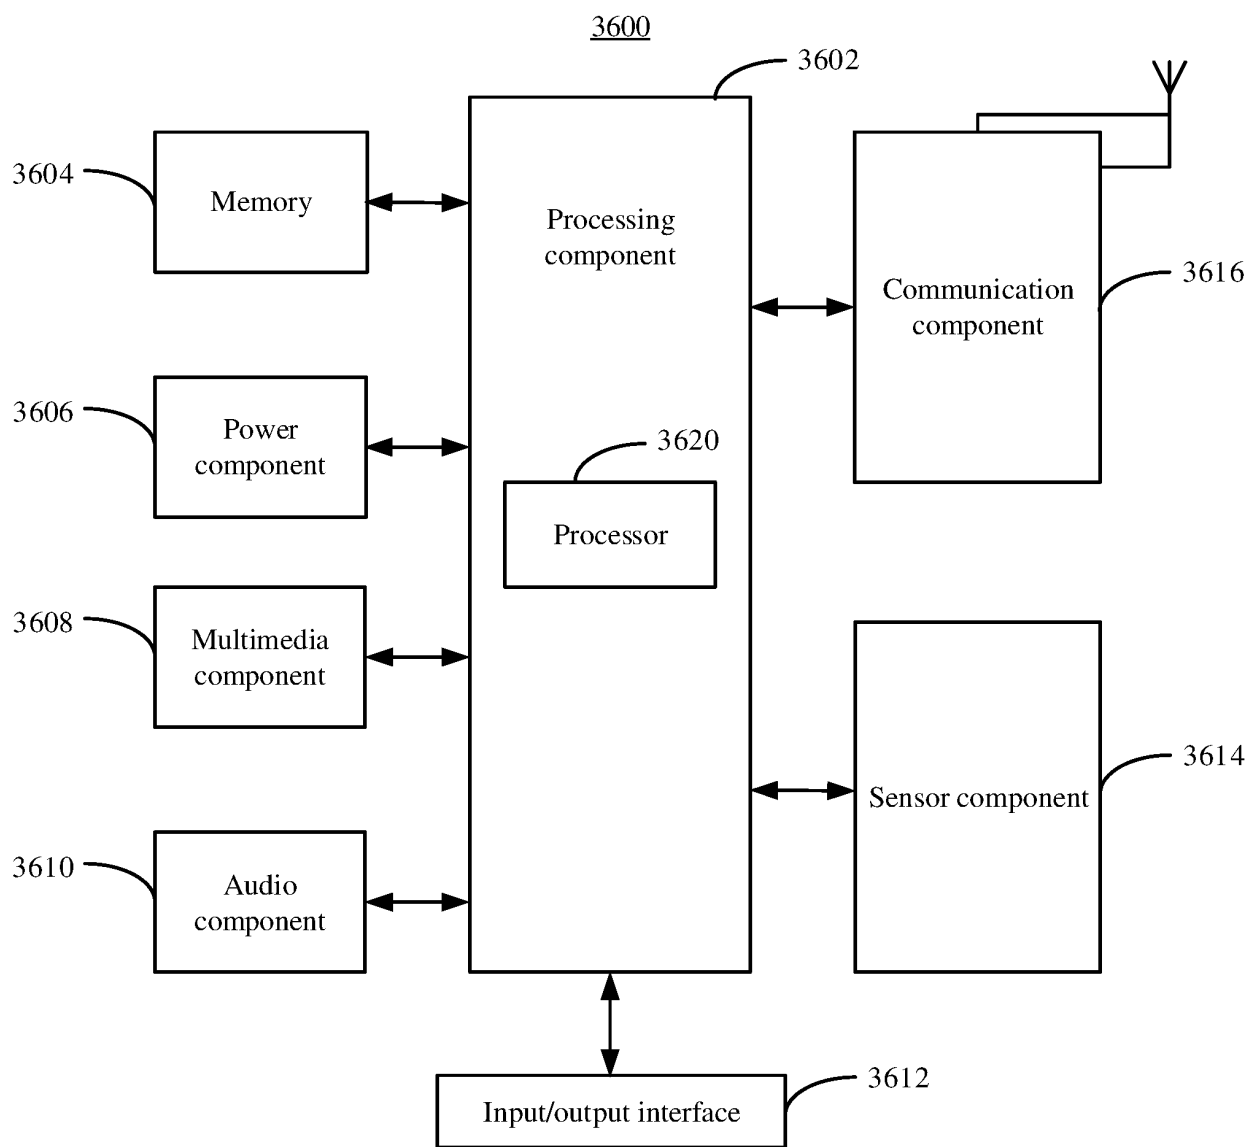 3600
3602
3604
Memory
Processing
component
Communication
component
3616
3606
Power
component
3620
Processor
3608
Multimedia
component
3614
Sensor component
3610
Audio
component
3612
Input/output interface